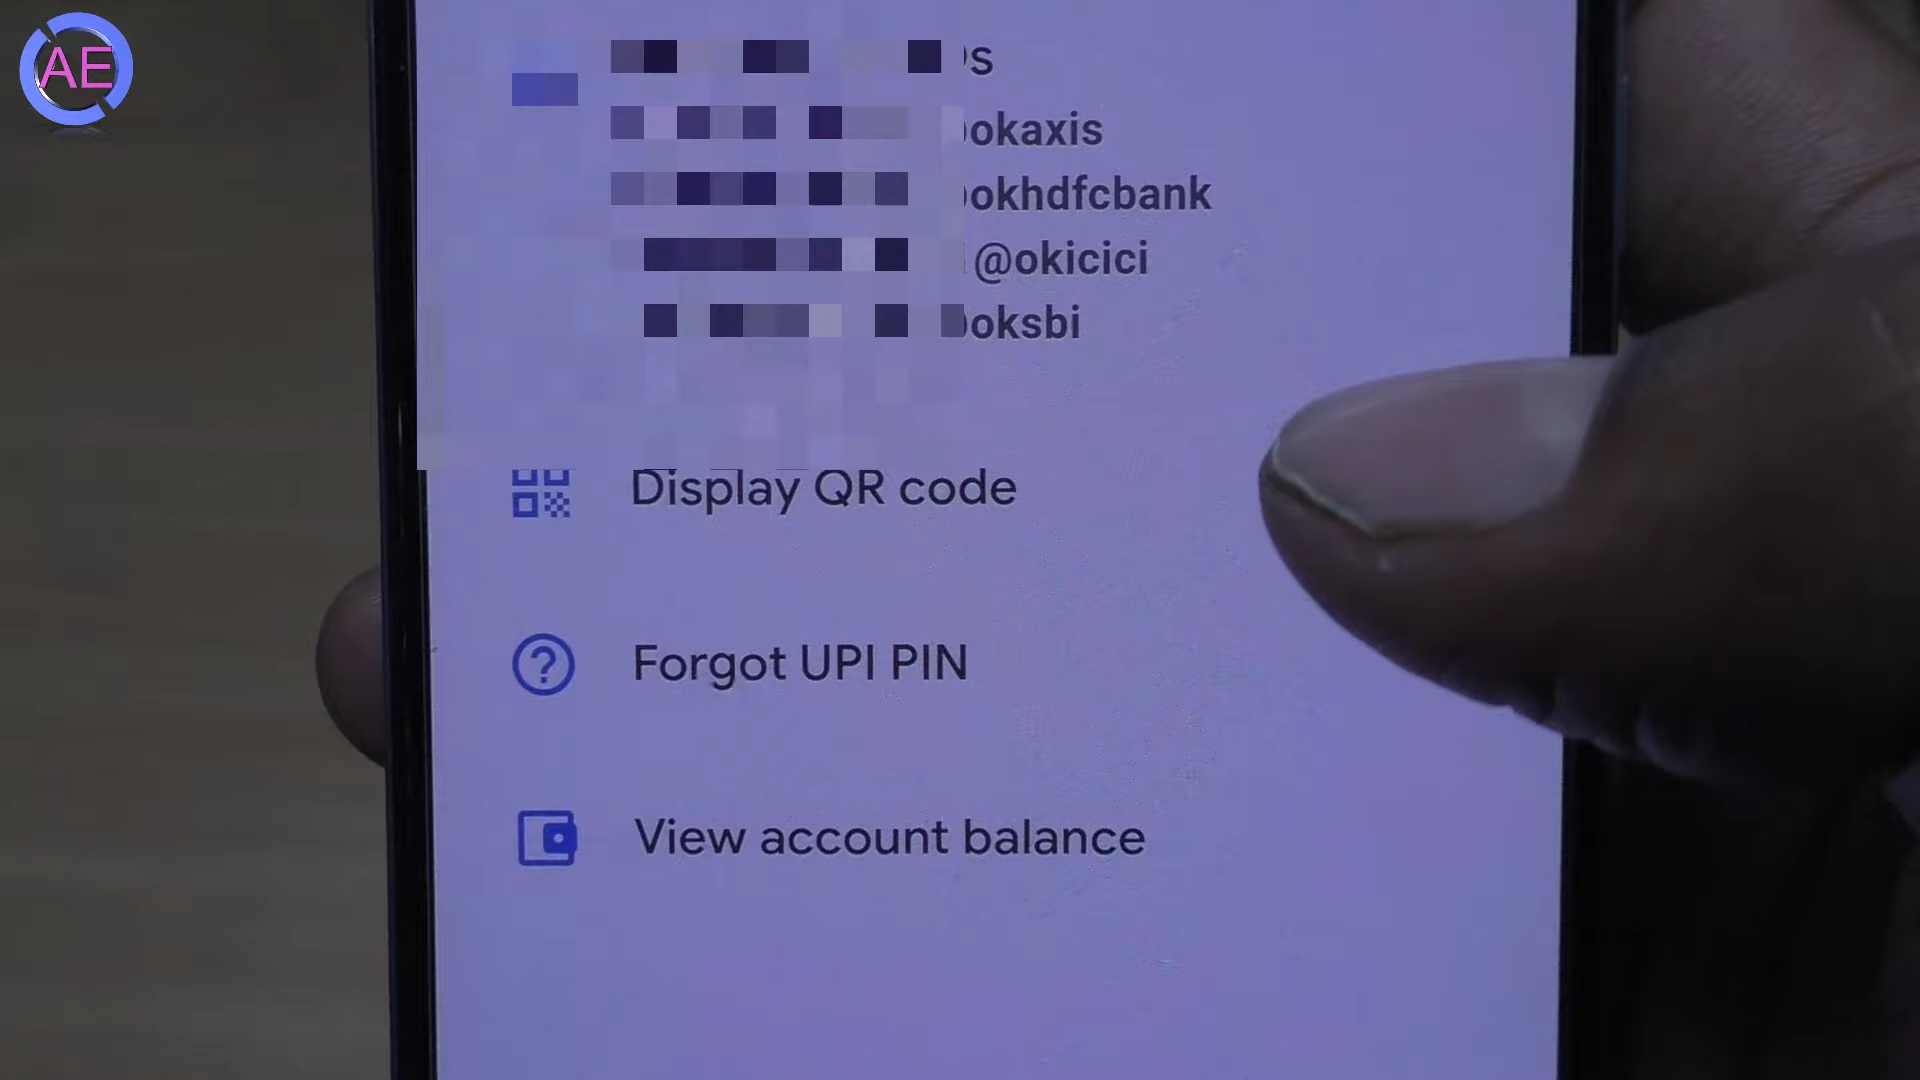 AE
okaxis
okhdfcbank
@okicici
oksbi
Display QR code
Forgot UPI PIN
View account balance